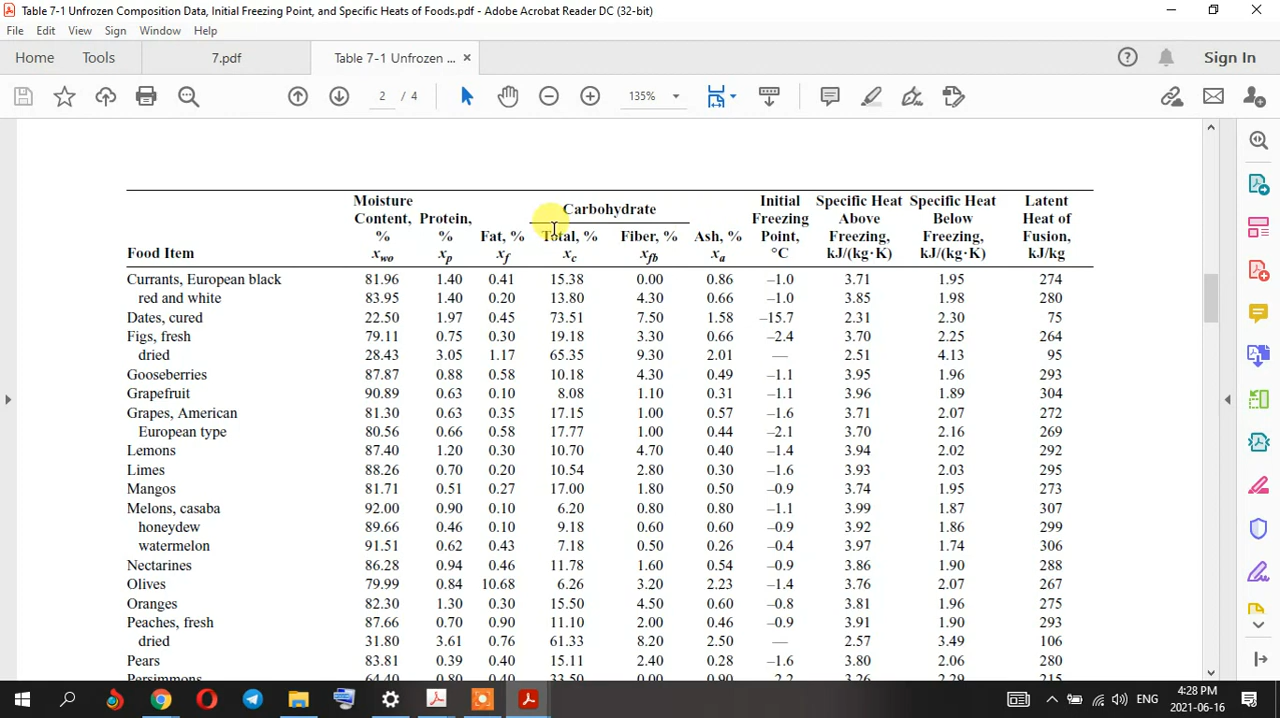 Table 7-1 Unfrozen Composition Data, Initial Freezing Point, and Specific Heats of Foods.pdf - Adobe Acrobat Reader DC (32-bit)
File Edit View Sign Window Help
Home Tools 7.pdf Table 7-1 Unfrozen ... × Sign In
2 / 4 135%
Moisture Carbohydrate Initial Specific Heat Specific Heat Latent
Content, Protein, Freezing Above Below Heat of
% % Fat, % Total, % Fiber, % Ash, % Point, Freezing, Freezing, Fusion,
Food Item xwo xp xf xc xfb xa °C kJ/(kg·K) kJ/(kg·K) kJ/kg
Currants, European black 81.96 1.40 0.41 15.38 0.00 0.86 –1.0 3.71 1.95 274
red and white 83.95 1.40 0.20 13.80 4.30 0.66 –1.0 3.85 1.98 280
Dates, cured 22.50 1.97 0.45 73.51 7.50 1.58 –15.7 2.31 2.30 75
Figs, fresh 79.11 0.75 0.30 19.18 3.30 0.66 –2.4 3.70 2.25 264
dried 28.43 3.05 1.17 65.35 9.30 2.01 — 2.51 4.13 95
Gooseberries 87.87 0.88 0.58 10.18 4.30 0.49 –1.1 3.95 1.96 293
Grapefruit 90.89 0.63 0.10 8.08 1.10 0.31 –1.1 3.96 1.89 304
Grapes, American 81.30 0.63 0.35 17.15 1.00 0.57 –1.6 3.71 2.07 272
European type 80.56 0.66 0.58 17.77 1.00 0.44 –2.1 3.70 2.16 269
Lemons 87.40 1.20 0.30 10.70 4.70 0.40 –1.4 3.94 2.02 292
Limes 88.26 0.70 0.20 10.54 2.80 0.30 –1.6 3.93 2.03 295
Mangos 81.71 0.51 0.27 17.00 1.80 0.50 –0.9 3.74 1.95 273
Melons, casaba 92.00 0.90 0.10 6.20 0.80 0.80 –1.1 3.99 1.87 307
honeydew 89.66 0.46 0.10 9.18 0.60 0.60 –0.9 3.92 1.86 299
watermelon 91.51 0.62 0.43 7.18 0.50 0.26 –0.4 3.97 1.74 306
Nectarines 86.28 0.94 0.46 11.78 1.60 0.54 –0.9 3.86 1.90 288
Olives 79.99 0.84 10.68 6.26 3.20 2.23 –1.4 3.76 2.07 267
Oranges 82.30 1.30 0.30 15.50 4.50 0.60 –0.8 3.81 1.96 275
Peaches, fresh 87.66 0.70 0.90 11.10 2.00 0.46 –0.9 3.91 1.90 293
dried 31.80 3.61 0.76 61.33 8.20 2.50 — 2.57 3.49 106
Pears 83.81 0.39 0.40 15.11 2.40 0.28 –1.6 3.80 2.06 280
Persimmons 64.40 0.80 0.40 33.50 0.00 0.90 –2.2 3.26 2.29 215
ENG 4:28 PM
2021-06-16